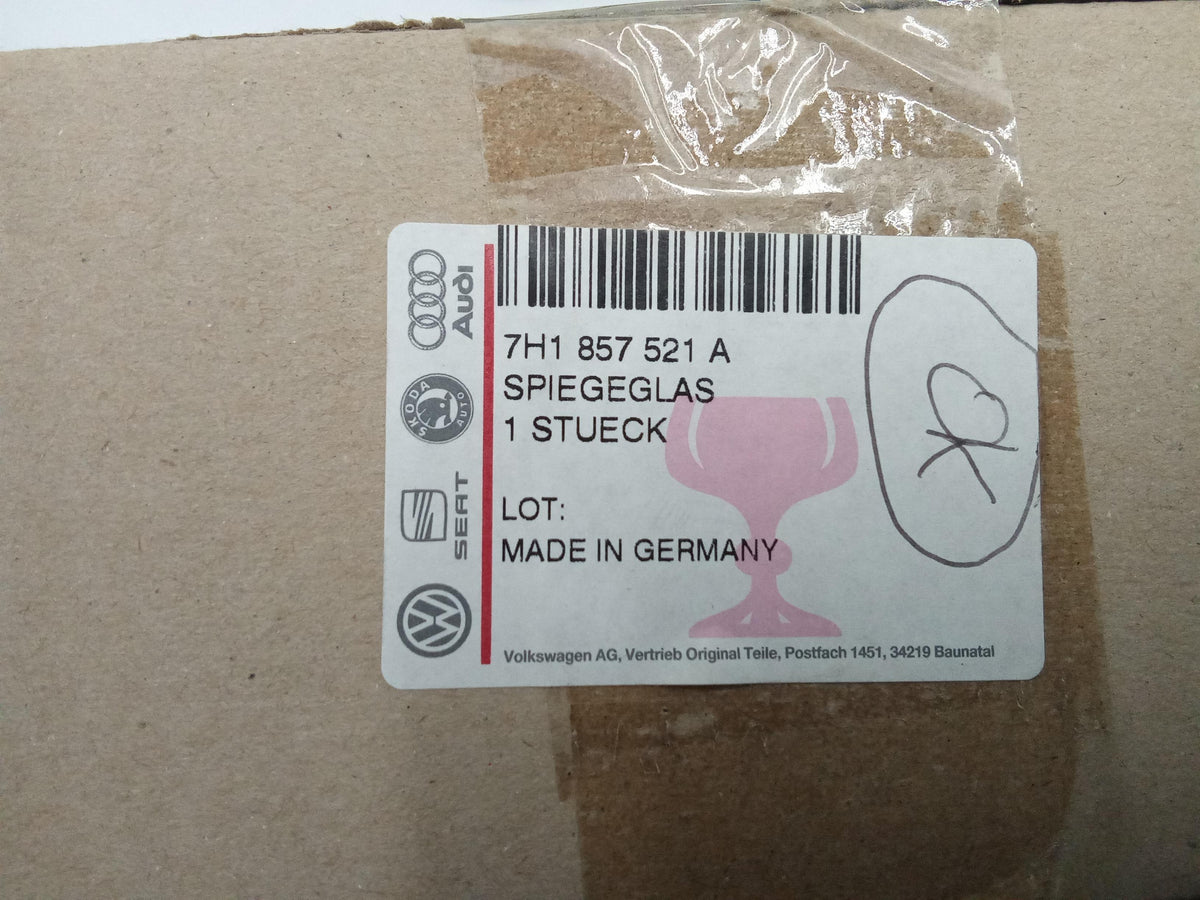 Audi
SKODA AUTO
SEAT
7H1 857 521 A
SPIEGEGLAS
1 STUECK
LOT:
MADE IN GERMANY
Volkswagen AG, Vertrieb Original Teile, Postfach 1451, 34219 Baunatal
OK